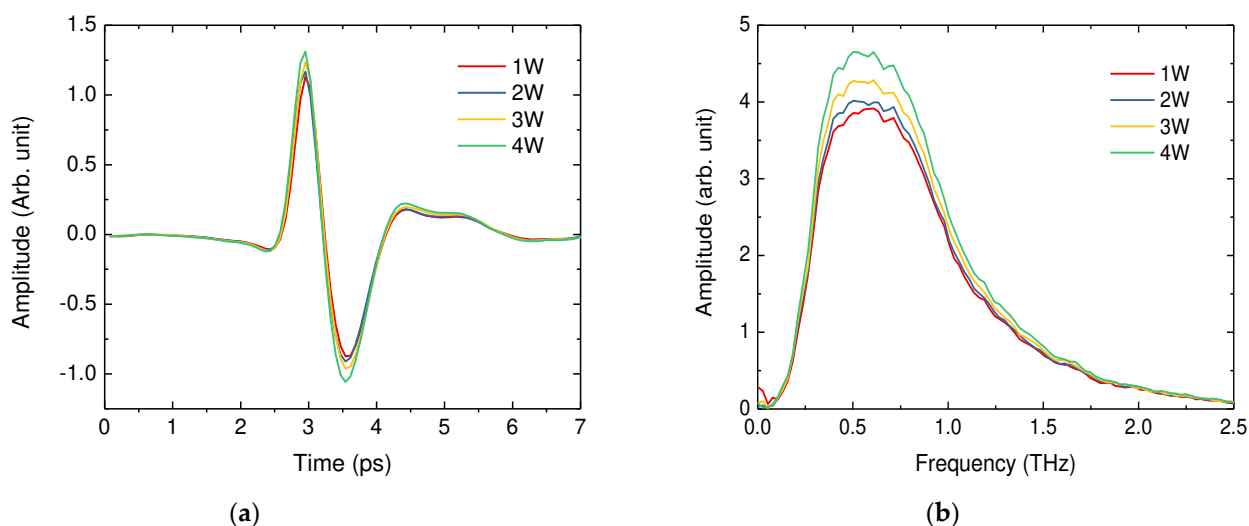 1.5
1.0
0.5
0.0
-0.5
-1.0
Amplitude (Arb. unit)
1W
2W
3W
4W
0 1 2 3 4 5 6 7
Time (ps)
(a)
5
4
3
2
1
0
Amplitude (arb. unit)
1W
2W
3W
4W
0.0 0.5 1.0 1.5 2.0 2.5
Frequency (THz)
(b)